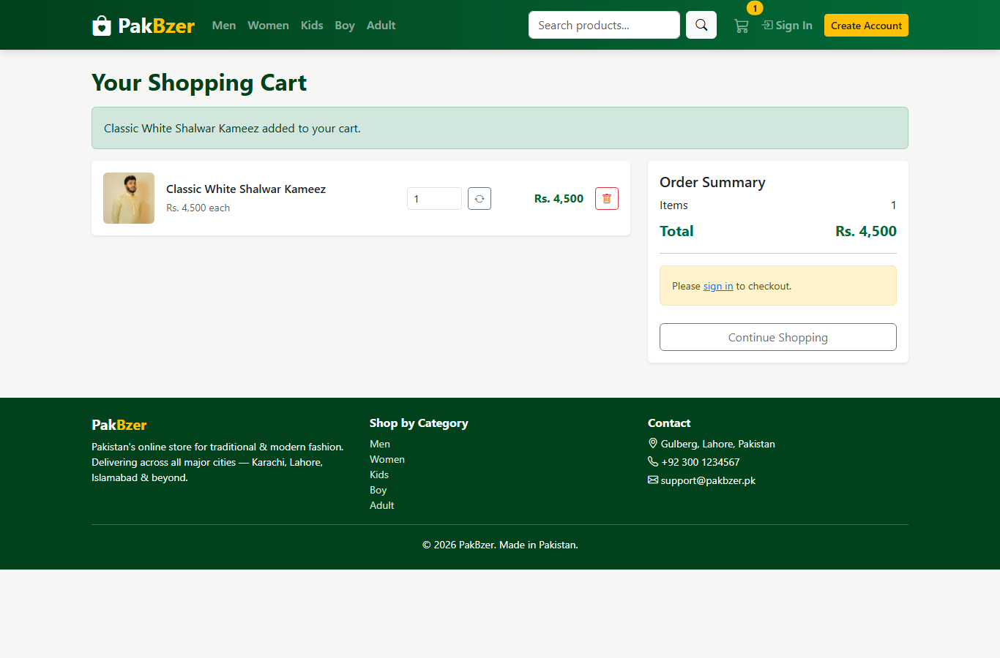 PakBzer
Men Women Kids Boy Adult
Search products...
1
Sign In
Create Account
Your Shopping Cart
Classic White Shalwar Kameez added to your cart.
Classic White Shalwar Kameez
Rs. 4,500 each
1
Rs. 4,500
Order Summary
Items 1
Total Rs. 4,500
Please sign in to checkout.
Continue Shopping
PakBzer
Pakistan's online store for traditional & modern fashion.
Delivering across all major cities — Karachi, Lahore,
Islamabad & beyond.
Shop by Category
Men
Women
Kids
Boy
Adult
Contact
Gulberg, Lahore, Pakistan
+92 300 1234567
support@pakbzer.pk
© 2026 PakBzer. Made in Pakistan.